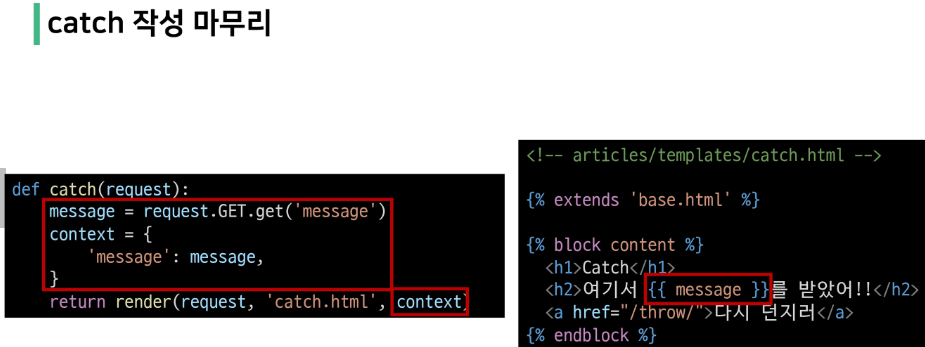 catch 작성 마무리
def catch(request):
    message = request.GET.get('message')
    context = {
        'message': message,
    }
    return render(request, 'catch.html', context)
<!-- articles/templates/catch.html -->
{% extends 'base.html' %}
{% block content %}
  <h1>Catch</h1>
  <h2>여기서 {{ message }}를 받았어!!</h2>
  <a href="/throw/">다시 던지러</a>
{% endblock %}